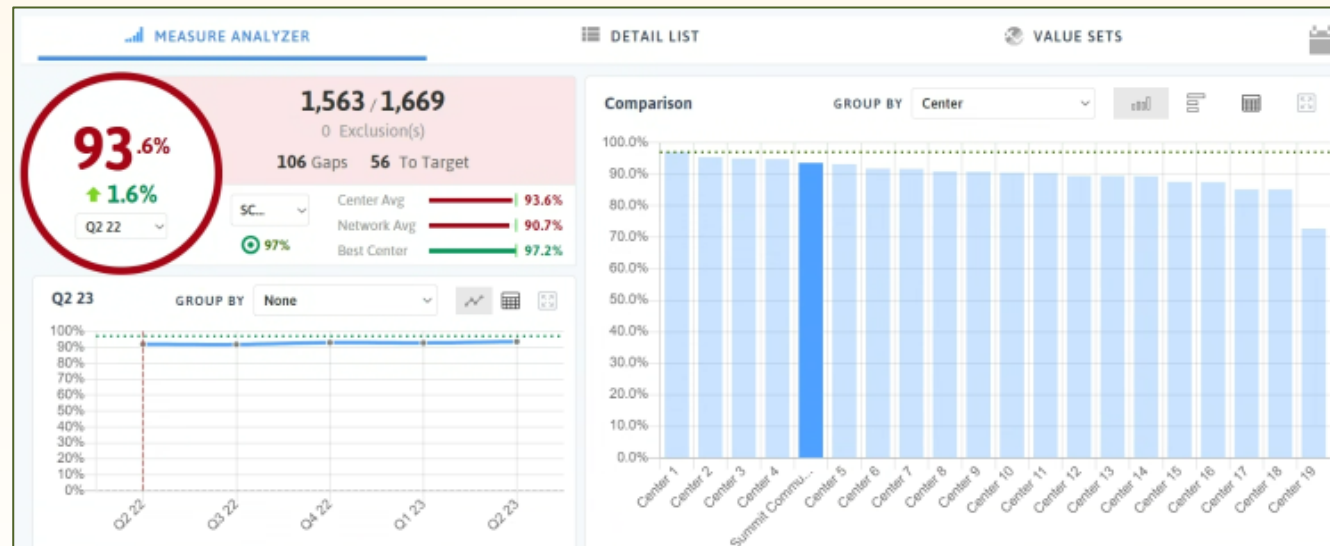 MEASURE ANALYZER
DETAIL LIST
VALUE SETS
93.6%
1.6%
Q2 22
1,563 / 1,669
0 Exclusion(s)
106 Gaps 56 To Target
SC...
97%
Center Avg 93.6%
Network Avg 90.7%
Best Center 97.2%
Q2 23 GROUP BY None
100%
90%
80%
70%
60%
50%
40%
30%
20%
10%
0%
Q2 22 Q3 22 Q4 22 Q1 23 Q2 23
Comparison GROUP BY Center
100.0%
90.0%
80.0%
70.0%
60.0%
50.0%
40.0%
30.0%
20.0%
10.0%
0.0%
Center 1 Center 2 Center 3 Center 4 Summit Commu... Center 5 Center 6 Center 7 Center 8 Center 9 Center 10 Center 11 Center 12 Center 13 Center 14 Center 15 Center 16 Center 17 Center 18 Center 19